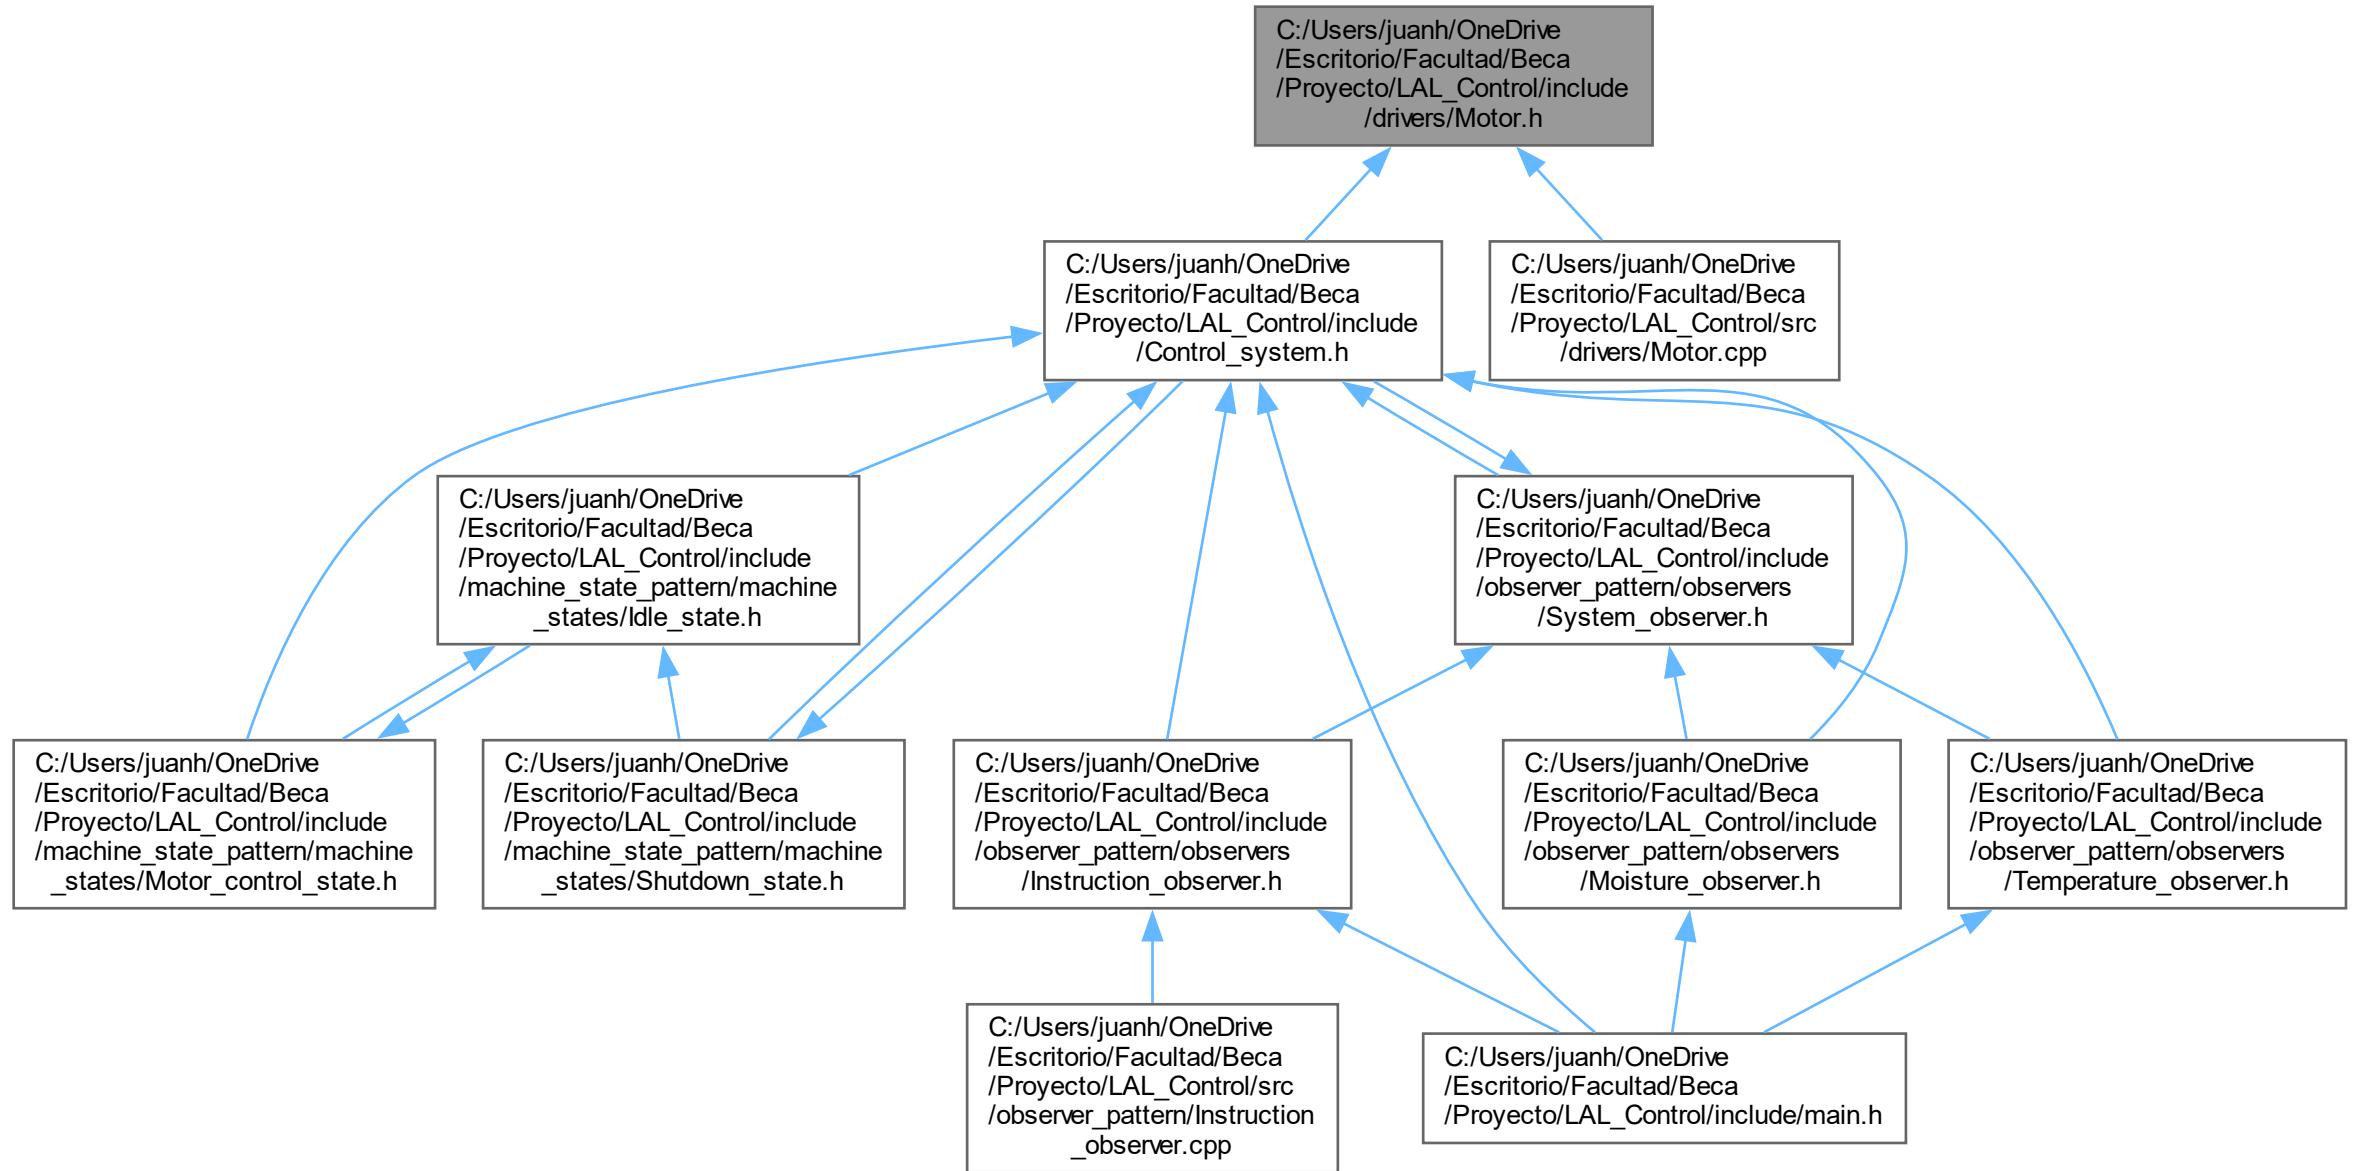 C:/Users/juanh/OneDrive
/Escritorio/Facultad/Beca
/Proyecto/LAL_Control/include
/drivers/Motor.h
C:/Users/juanh/OneDrive
/Escritorio/Facultad/Beca
/Proyecto/LAL_Control/include
/Control_system.h
C:/Users/juanh/OneDrive
/Escritorio/Facultad/Beca
/Proyecto/LAL_Control/src
/drivers/Motor.cpp
C:/Users/juanh/OneDrive
/Escritorio/Facultad/Beca
/Proyecto/LAL_Control/include
/machine_state_pattern/machine
_states/Idle_state.h
C:/Users/juanh/OneDrive
/Escritorio/Facultad/Beca
/Proyecto/LAL_Control/include
/observer_pattern/observers
/System_observer.h
C:/Users/juanh/OneDrive
/Escritorio/Facultad/Beca
/Proyecto/LAL_Control/include
/machine_state_pattern/machine
_states/Motor_control_state.h
C:/Users/juanh/OneDrive
/Escritorio/Facultad/Beca
/Proyecto/LAL_Control/include
/machine_state_pattern/machine
_states/Shutdown_state.h
C:/Users/juanh/OneDrive
/Escritorio/Facultad/Beca
/Proyecto/LAL_Control/include
/observer_pattern/observers
/Instruction_observer.h
C:/Users/juanh/OneDrive
/Escritorio/Facultad/Beca
/Proyecto/LAL_Control/include
/observer_pattern/observers
/Moisture_observer.h
C:/Users/juanh/OneDrive
/Escritorio/Facultad/Beca
/Proyecto/LAL_Control/include
/observer_pattern/observers
/Temperature_observer.h
C:/Users/juanh/OneDrive
/Escritorio/Facultad/Beca
/Proyecto/LAL_Control/src
/observer_pattern/Instruction
_observer.cpp
C:/Users/juanh/OneDrive
/Escritorio/Facultad/Beca
/Proyecto/LAL_Control/include/main.h